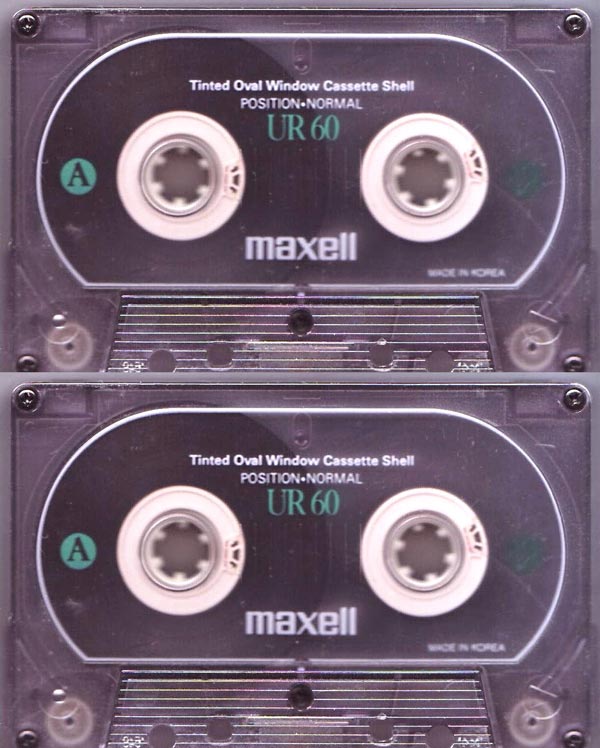 Tinted Oval Window Cassette Shell
POSITION•NORMAL
UR 60
A
maxell
MADE IN KOREA
Tinted Oval Window Cassette Shell
POSITION•NORMAL
UR 60
A
maxell
MADE IN KOREA